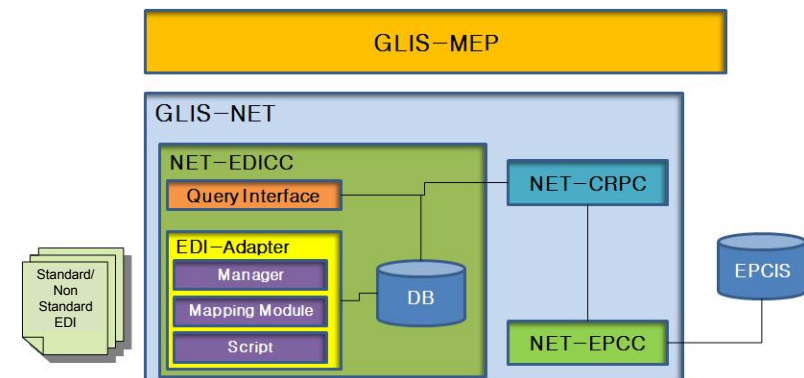 GLIS-MEP
GLIS-NET
NET-EDICC
Query Interface
EDI-Adapter
Manager
Mapping Module
Script
DB
NET-CRPC
NET-EPCC
EPCIS
Standard/
Non
Standard
EDI